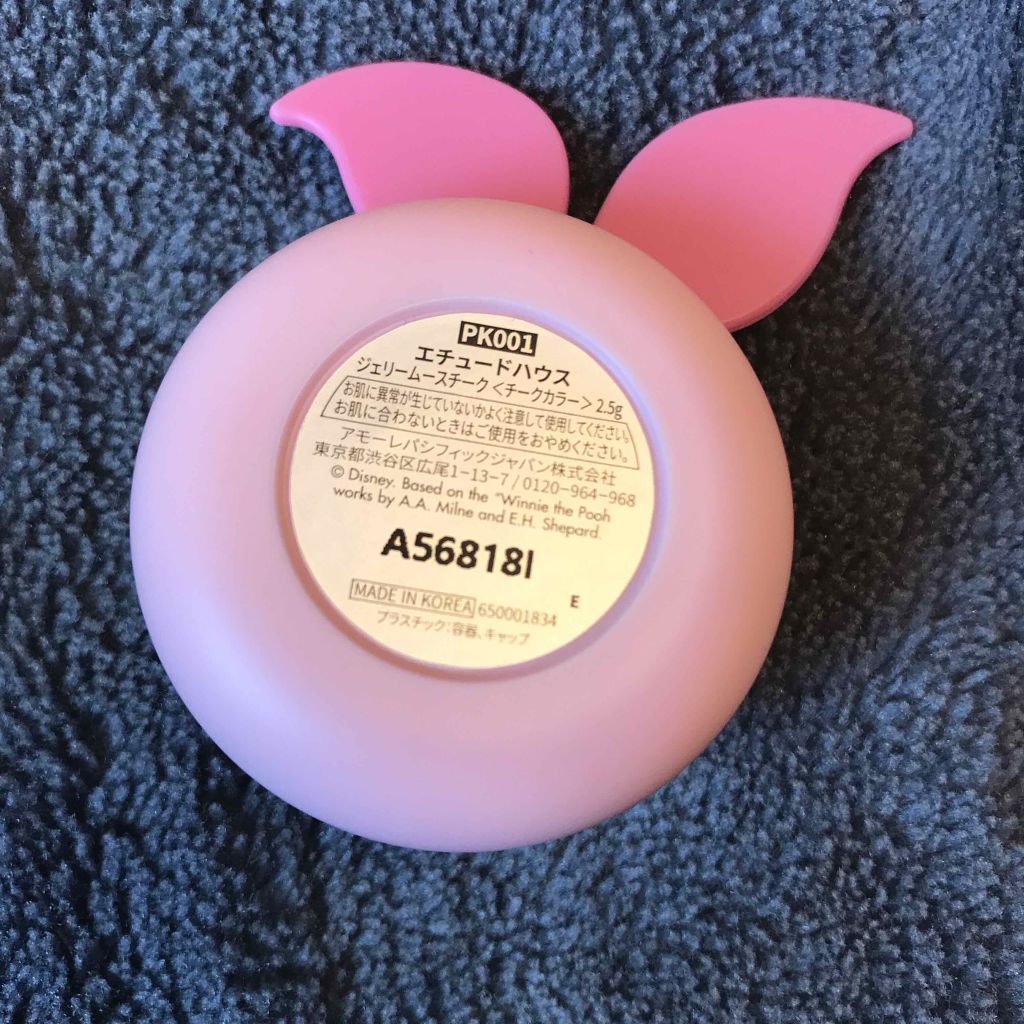 PK001
エチュードハウス
ジェリームースチーク<チークカラー> 2.5g
お肌に異常が生じていないかよく注意して使用してください。
お肌に合わないときはご使用をおやめください。
アモーレパシフィックジャパン株式会社
東京都渋谷区広尾1-13-7/0120-964-968
© Disney. Based on the "Winnie the Pooh
works by A.A. Milne and E.H. Shepard.
A56818I
E
MADE IN KOREA 650001834
プラスチック:容器、キャップ